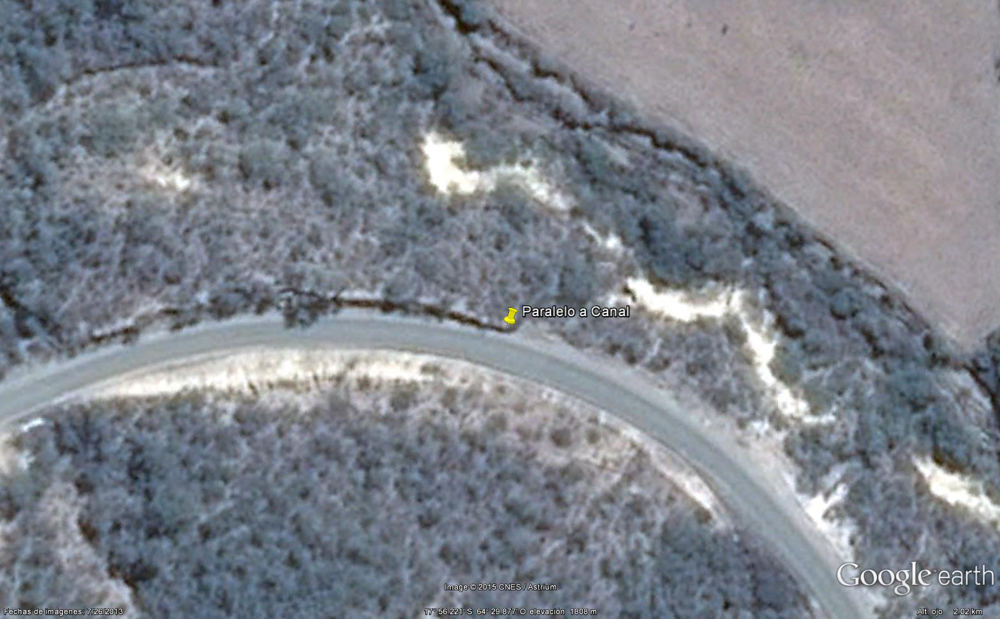 Paralelo a Canal
Google earth
Image © 2015 CNES / Astrium
Fechas de imágenes: 7/26/2013 17° 56.221' S 64° 29.877' O elevación 1808 m Alt. ojo 2.02 km